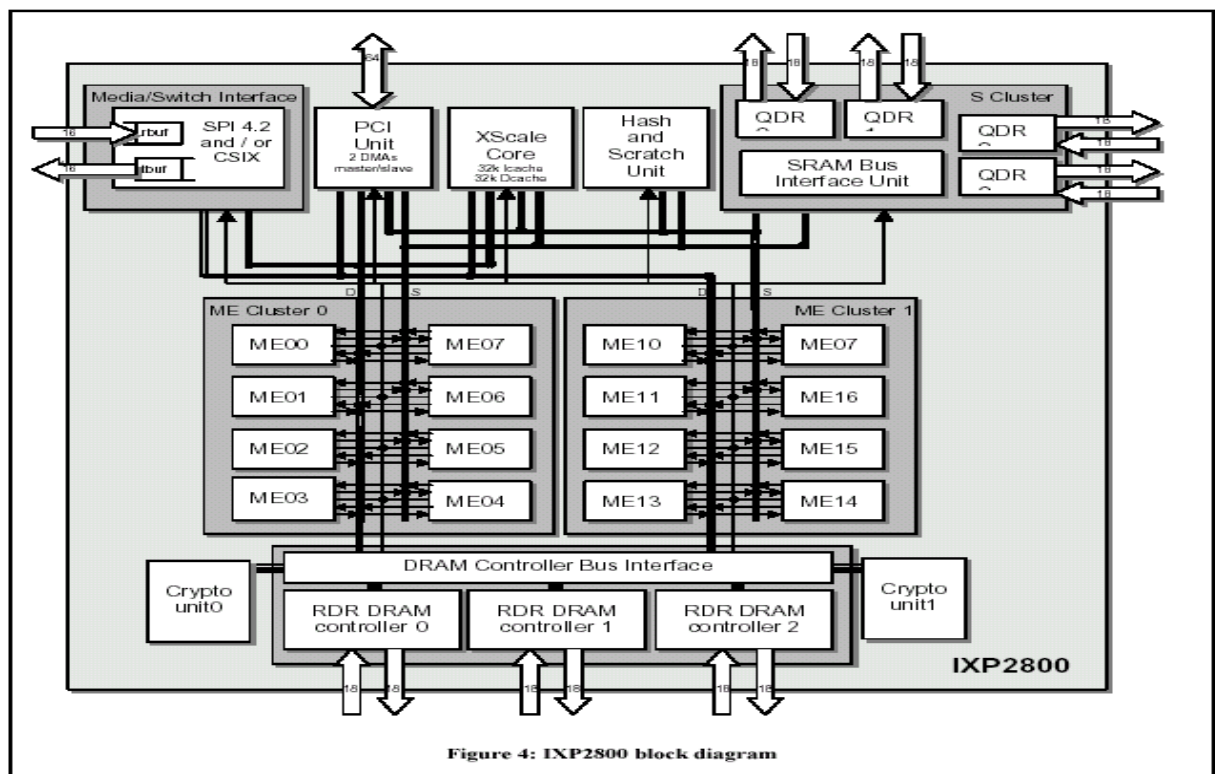 64
18
18
18
18
Media/Switch Interface
16
SPI 4.2
and / or
CSIX
16
PCI
Unit
2 DMAs
master/slave
XScale
Core
32k Icache
32k Dcache
Hash
and
Scratch
Unit
S Cluster
QDR
QDR
QDR
QDR
SRAM Bus
Interface Unit
18
18
18
18
D
S
D
S
ME Cluster 0
ME00
ME07
ME01
ME06
ME02
ME05
ME03
ME04
ME Cluster 1
ME10
ME07
ME11
ME16
ME12
ME15
ME13
ME14
DRAM Controller Bus Interface
Crypto
unit0
RDR DRAM
controller 0
RDR DRAM
controller 1
RDR DRAM
controller 2
Crypto
unit1
IXP2800
18
18
18
18
18
18
Figure 4: IXP2800 block diagram